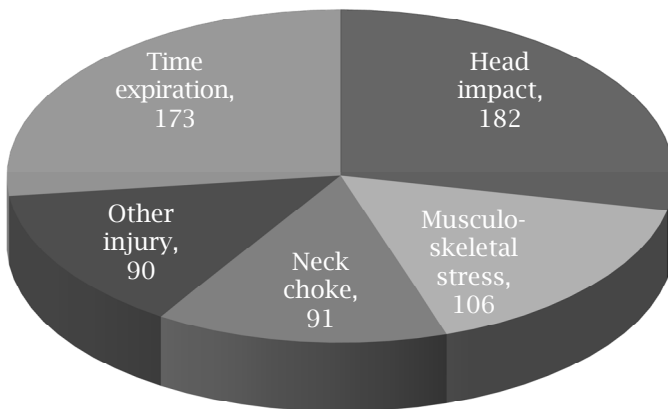 Time
expiration,
173
Head
impact,
182
Other
injury,
90
Neck
choke,
91
Musculo-
skeletal
stress,
106